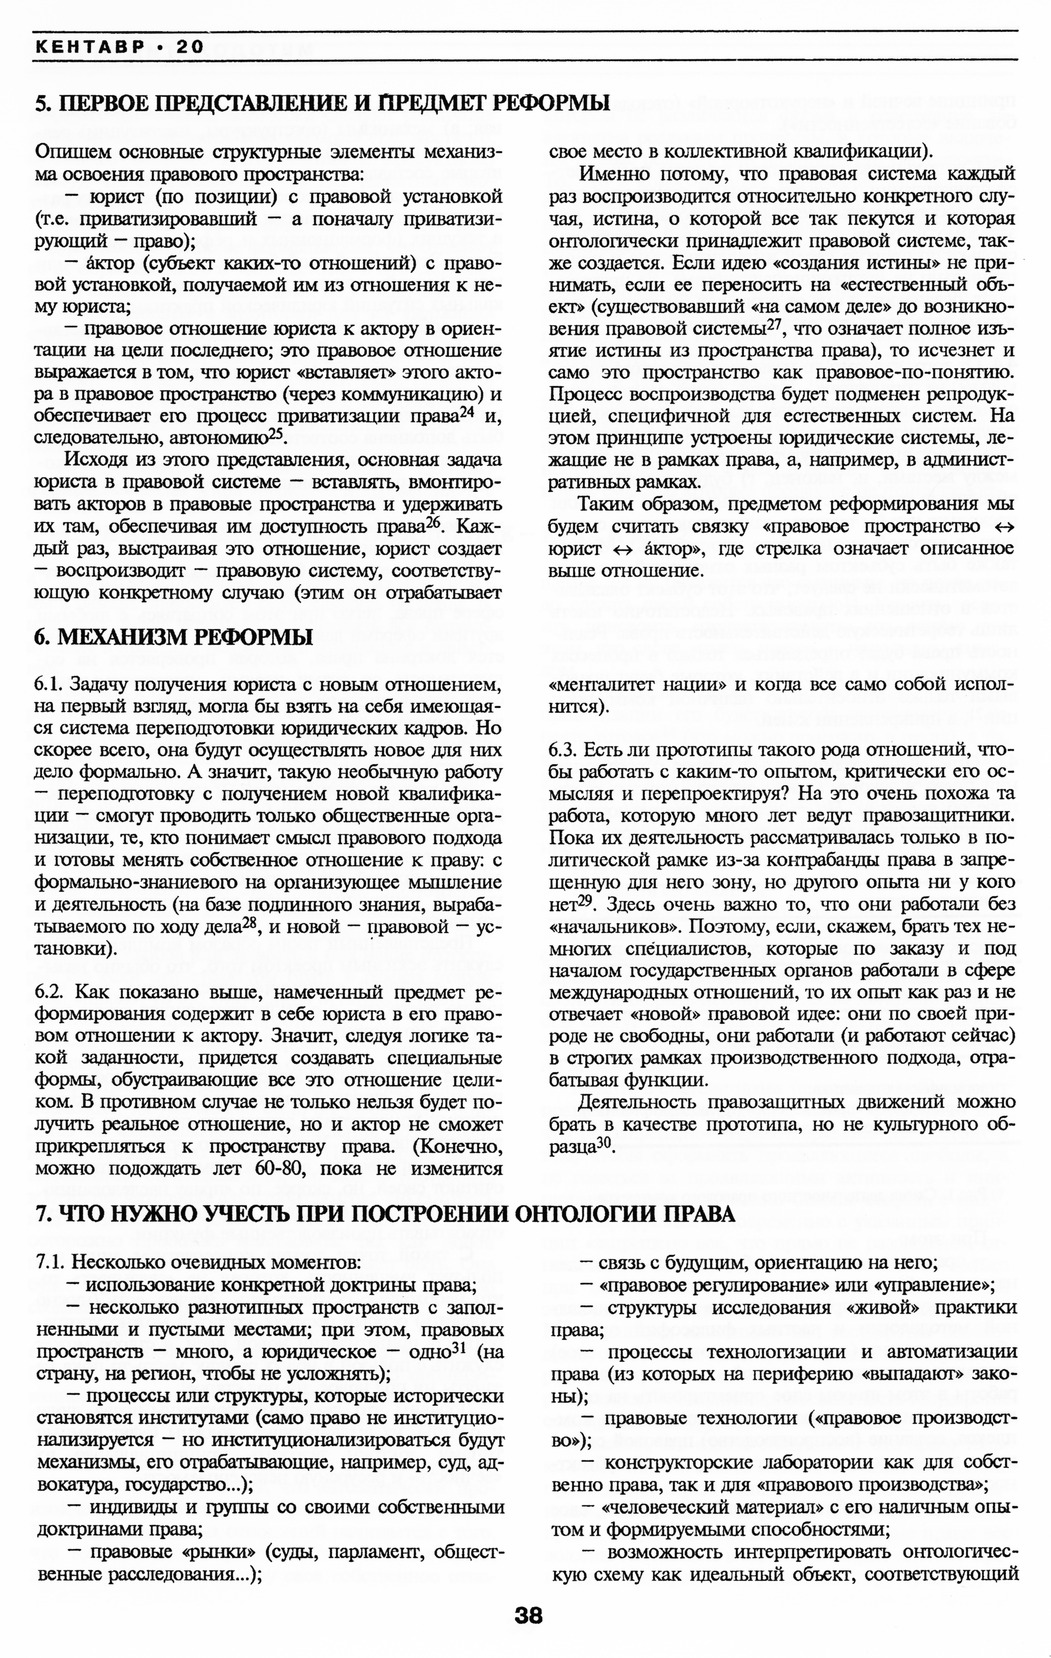 КЕНТАВР • 20
5. ПЕРВОЕ ПРЕДСТАВЛЕНИЕ И ПРЕДМЕТ РЕФОРМЫ
Опишем основные структурные элементы механиз-
ма освоения правового пространства:
— юрист (по позиции) с правовой установкой
(т.е. приватизировавший — а поначалу приватизи-
рующий — право);
— áктор (субъект каких-то отношений) с право-
вой установкой, получаемой им из отношения к не-
му юриста;
— правовое отношение юриста к актору в ориен-
тации на цели последнего; это правовое отношение
выражается в том, что юрист «вставляет» этого акто-
ра в правовое пространство (через коммуникацию) и
обеспечивает его процесс приватизации права24 и,
следовательно, автономию25.
Исходя из этого представления, основная задача
юриста в правовой системе — вставлять, вмонтиро-
вать акторов в правовые пространства и удерживать
их там, обеспечивая им доступность права26. Каж-
дый раз, выстраивая это отношение, юрист создает
— воспроизводит — правовую систему, соответству-
ющую конкретному случаю (этим он отрабатывает
свое место в коллективной квалификации).
Именно потому, что правовая система каждый
раз воспроизводится относительно конкретного слу-
чая, истина, о которой все так пекутся и которая
онтологически принадлежит правовой системе, так-
же создается. Если идею «создания истины» не при-
нимать, если ее переносить на «естественный объ-
ект» (существовавший «на самом деле» до возникно-
вения правовой системы27, что означает полное изъ-
ятие истины из пространства права), то исчезнет и
само это пространство как правовое-по-понятию.
Процесс воспроизводства будет подменен репродук-
цией, специфичной для естественных систем. На
этом принципе устроены юридические системы, ле-
жащие не в рамках права, а, например, в админист-
ративных рамках.
Таким образом, предметом реформирования мы
будем считать связку «правовое пространство <->
юрист <-> áктор», где стрелка означает описанное
выше отношение.
6. МЕХАНИЗМ РЕФОРМЫ
6.1. Задачу получения юриста с новым отношением,
на первый взгляд, могла бы взять на себя имеющая-
ся система переподготовки юридических кадров. Но
скорее всего, она будут осуществлять новое для них
дело формально. А значит, такую необычную работу
— переподготовку с получением новой квалифика-
ции — смогут проводить только общественные орга-
низации, те, кто понимает смысл правового подхода
и готовы менять собственное отношение к праву: с
формально-знаниевого на организующее мышление
и деятельность (на базе подлинного знания, выраба-
тываемого по ходу дела28, и новой — правовой — ус-
тановки).
6.2. Как показано выше, намеченный предмет ре-
формирования содержит в себе юриста в его право-
вом отношении к актору. Значит, следуя логике та-
кой заданности, придется создавать специальные
формы, обустраивающие все это отношение цели-
ком. В противном случае не только нельзя будет по-
лучить реальное отношение, но и актор не сможет
прикрепляться к пространству права. (Конечно,
можно подождать лет 60-80, пока не изменится
«менталитет нации» и когда все само собой испол-
нится).
6.3. Есть ли прототипы такого рода отношений, что-
бы работать с каким-то опытом, критически его ос-
мысляя и перепроектируя? На это очень похожа та
работа, которую много лет ведут правозащитники.
Пока их деятельность рассматривалась только в по-
литической рамке из-за контрабанды права в запре-
щенную для него зону, но другого опыта ни у кого
нет29. Здесь очень важно то, что они работали без
«начальников». Поэтому, если, скажем, брать тех не-
многих специалистов, которые по заказу и под
началом государственных органов работали в сфере
международных отношений, то их опыт как раз и не
отвечает «новой» правовой идее: они по своей при-
роде не свободны, они работали (и работают сейчас)
в строгих рамках производственного подхода, отра-
батывая функции.
Деятельность правозащитных движений можно
брать в качестве прототипа, но не культурного об-
разца30.
7. ЧТО НУЖНО УЧЕСТЬ ПРИ ПОСТРОЕНИИ ОНТОЛОГИИ ПРАВА
7.1. Несколько очевидных моментов:
— использование конкретной доктрины права;
— несколько разнотипных пространств с запол-
ненными и пустыми местами; при этом, правовых
пространств — много, а юридическое — одно31 (на
страну, на регион, чтобы не усложнять);
— процессы или структуры, которые исторически
становятся институтами (само право не институцио-
нализируется — но институционализироваться будут
механизмы, его отрабатывающие, например, суд, ад-
вокатура, государство...);
— индивиды и группы со своими собственными
доктринами права;
— правовые «рынки» (суды, парламент, общест-
венные расследования...);
— связь с будущим, ориентацию на него;
— «правовое регулирование» или «управление»;
— структуры исследования «живой» практики
права;
— процессы технологизации и автоматизации
права (из которых на периферию «выпадают» зако-
ны);
— правовые технологии («правовое производст-
во»);
— конструкторские лаборатории как для собст-
венно права, так и для «правового производства»;
— «человеческий материал» с его наличным опы-
том и формируемыми способностями;
— возможность интерпретировать онтологичес-
кую схему как идеальный объект, соответствующий
38